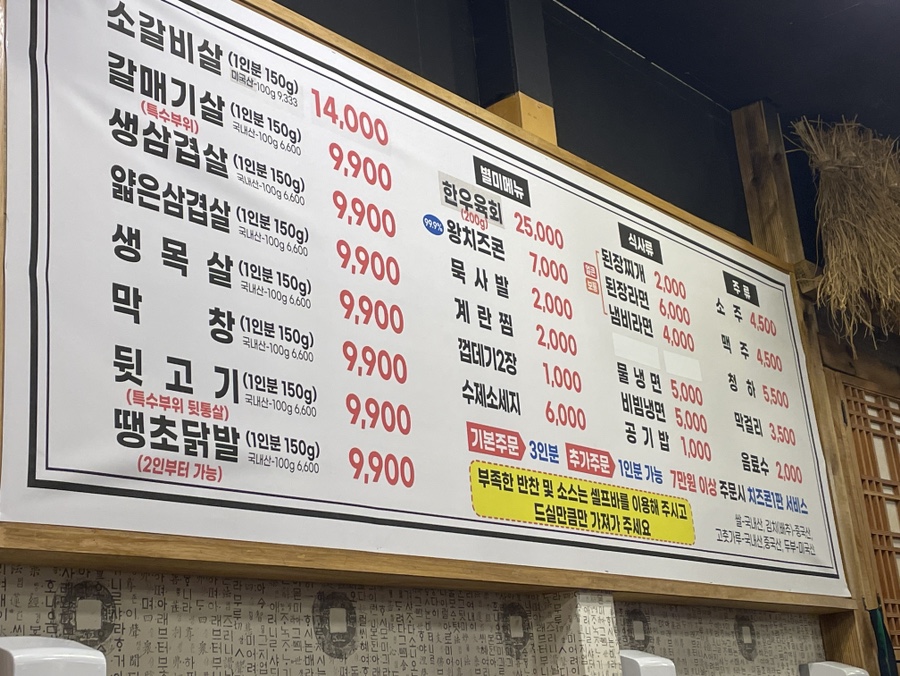 소갈비살 (1인분 150g) 14,000
미국산-100g 9,333
갈매기살 (1인분 150g) 9,900
(특수부위) 국내산-100g 6,600
생삼겹살 (1인분 150g) 9,900
국내산-100g 6,600
얇은삼겹살 (1인분 150g) 9,900
국내산-100g 6,600
생목살 (1인분 150g) 9,900
국내산-100g 6,600
막창 (1인분 150g) 9,900
국내산-100g 6,600
뒷고기 (1인분 150g) 9,900
(특수부위 뒷통살) 국내산-100g 6,600
땡초닭발 (1인분 150g) 9,900
(2인부터 가능) 국내산-100g 6,600
별미메뉴
한우육회 25,000
(200g)
99.9% 왕치즈콘 7,000
묵사발 2,000
계란찜 2,000
껍데기2장 1,000
수제소세지 6,000
식사류
된장찌개 2,000
된장라면 6,000
냄비라면 4,000
물냉면 5,000
비빔냉면 5,000
공기밥 1,000
주류
소주 4,500
맥주 4,500
청하 5,500
막걸리 3,500
음료수 2,000
기본주문 3인분 추가주문 1인분 가능 7만원 이상 주문시 치즈콘1판 서비스
부족한 반찬 및 소스는 셀프바를 이용해 주시고
드실만큼만 가져가 주세요
쌀-국내산, 김치(배추)-중국산,
고춧가루-국내산,중국산, 두부-미국산